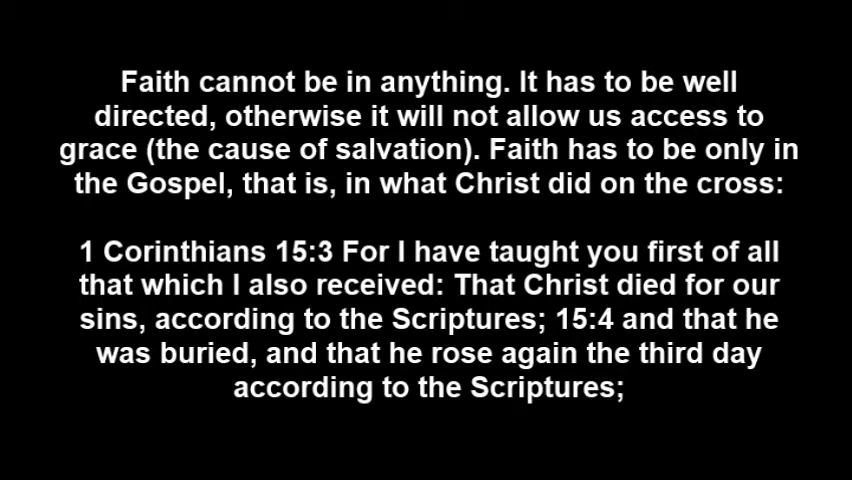 Faith cannot be in anything. It has to be well
directed, otherwise it will not allow us access to
grace (the cause of salvation). Faith has to be only in
the Gospel, that is, in what Christ did on the cross:
1 Corinthians 15:3 For I have taught you first of all
that which I also received: That Christ died for our
sins, according to the Scriptures; 15:4 and that he
was buried, and that he rose again the third day
according to the Scriptures;